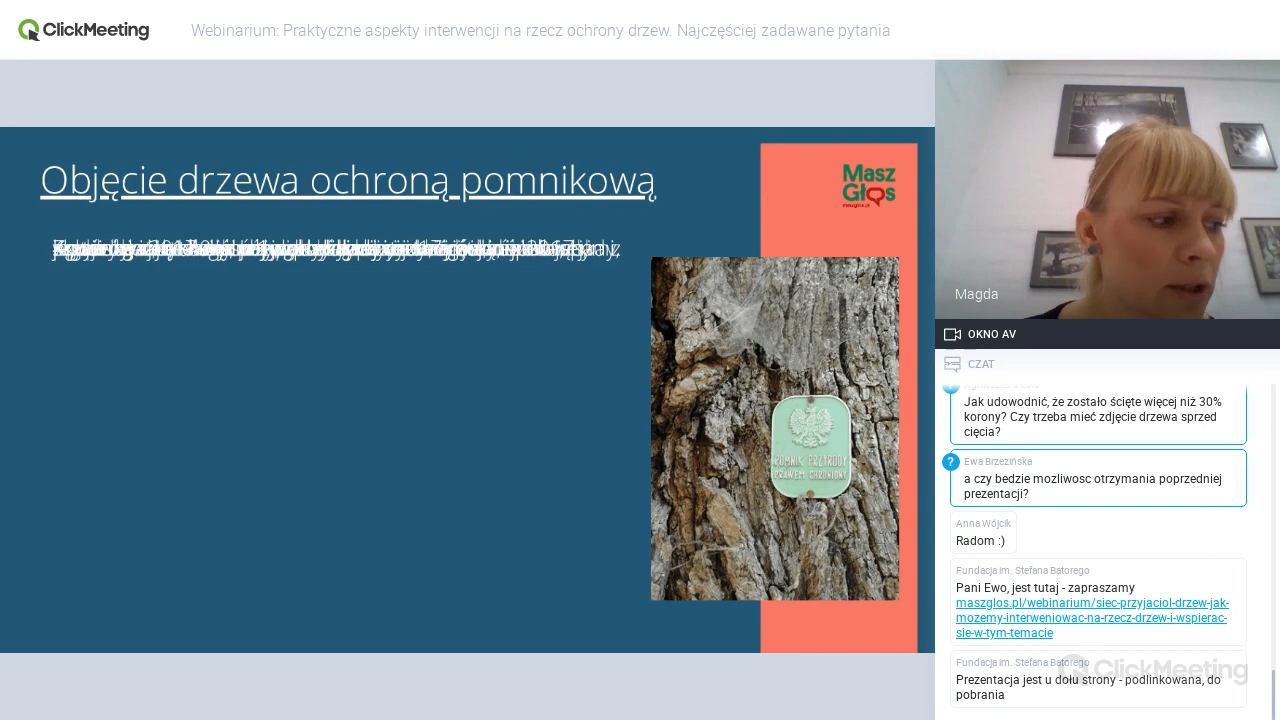 ClickMeeting
Webinarium: Praktyczne aspekty interwencji na rzecz ochrony drzew. Najczęściej zadawane pytania
Objęcie drzewa ochroną pomnikową
Masz
Głos
POMNIK PRZYRODY
PRAWEM CHRONIONY
Magda
OKNO AV
CZAT
Jak udowodnić, że zostało ścięte więcej niż 30%
korony? Czy trzeba mieć zdjęcie drzewa sprzed
cięcia?
?
Ewa Brzezińska
a czy bedzie mozliwosc otrzymania poprzedniej
prezentacji?
Anna Wójcik
Radom :)
Fundacja im. Stefana Batorego
Pani Ewo, jest tutaj - zapraszamy
maszglos.pl/webinarium/siec-przyjaciol-drzew-jak-
mozemy-interweniowac-na-rzecz-drzew-i-wspierac-
sie-w-tym-temacie
Fundacja im. Stefana Batorego
Prezentacja jest u dołu strony - podlinkowana, do
pobrania
ClickMeeting